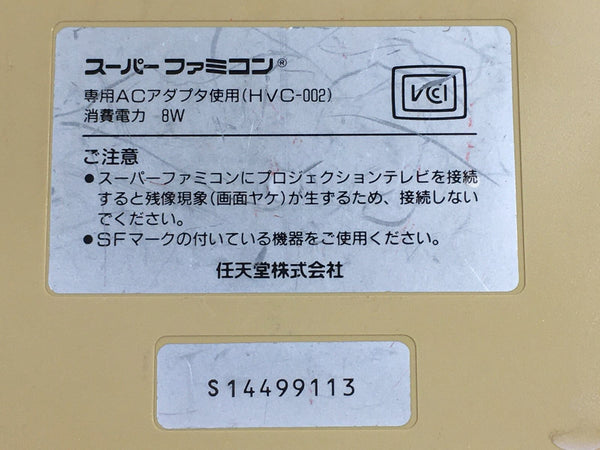 スーパーファミコン®
専用ACアダプタ使用(HVC-002)
消費電力 8W
VCCI
ご注意
●スーパーファミコンにプロジェクションテレビを接続
すると残像現象(画面ヤケ)が生ずるため、接続しない
でください。
●SFマークの付いている機器をご使用ください。
任天堂株式会社
S14499113